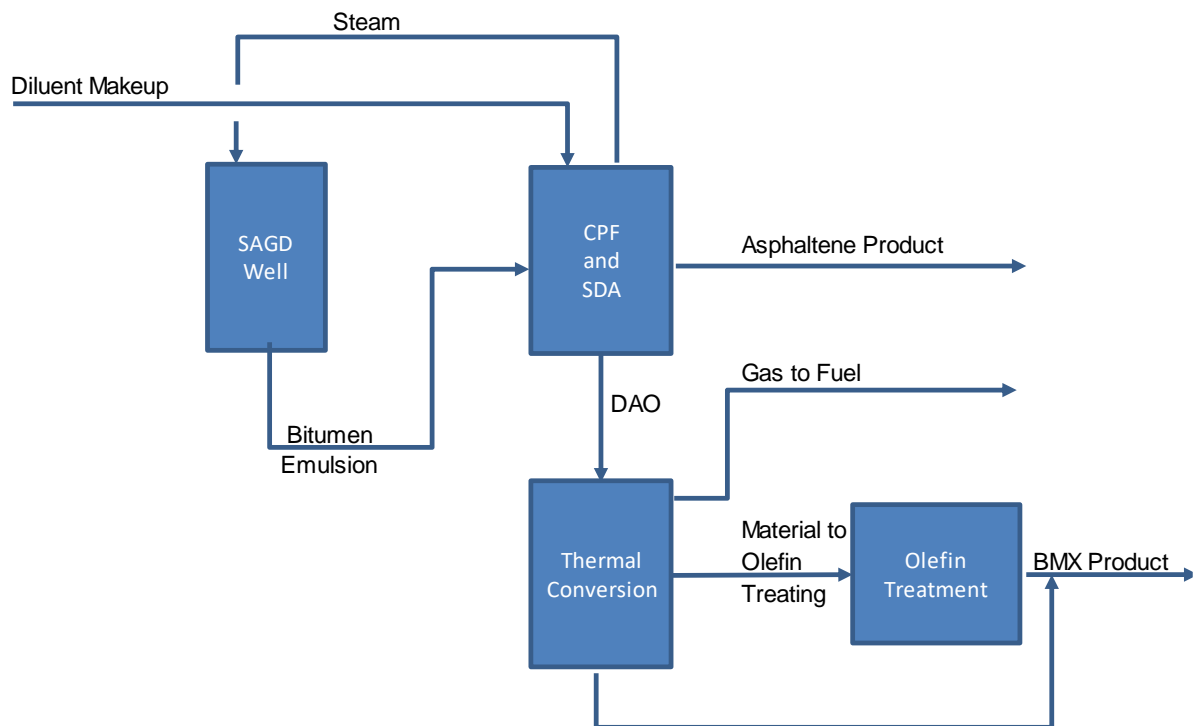 Steam
Diluent Makeup
SAGD
Well
CPF
and
SDA
Asphaltene Product
Gas to Fuel
DAO
Bitumen
Emulsion
Thermal
Conversion
Material to
Olefin
Treating
Olefin
Treatment
BMX Product